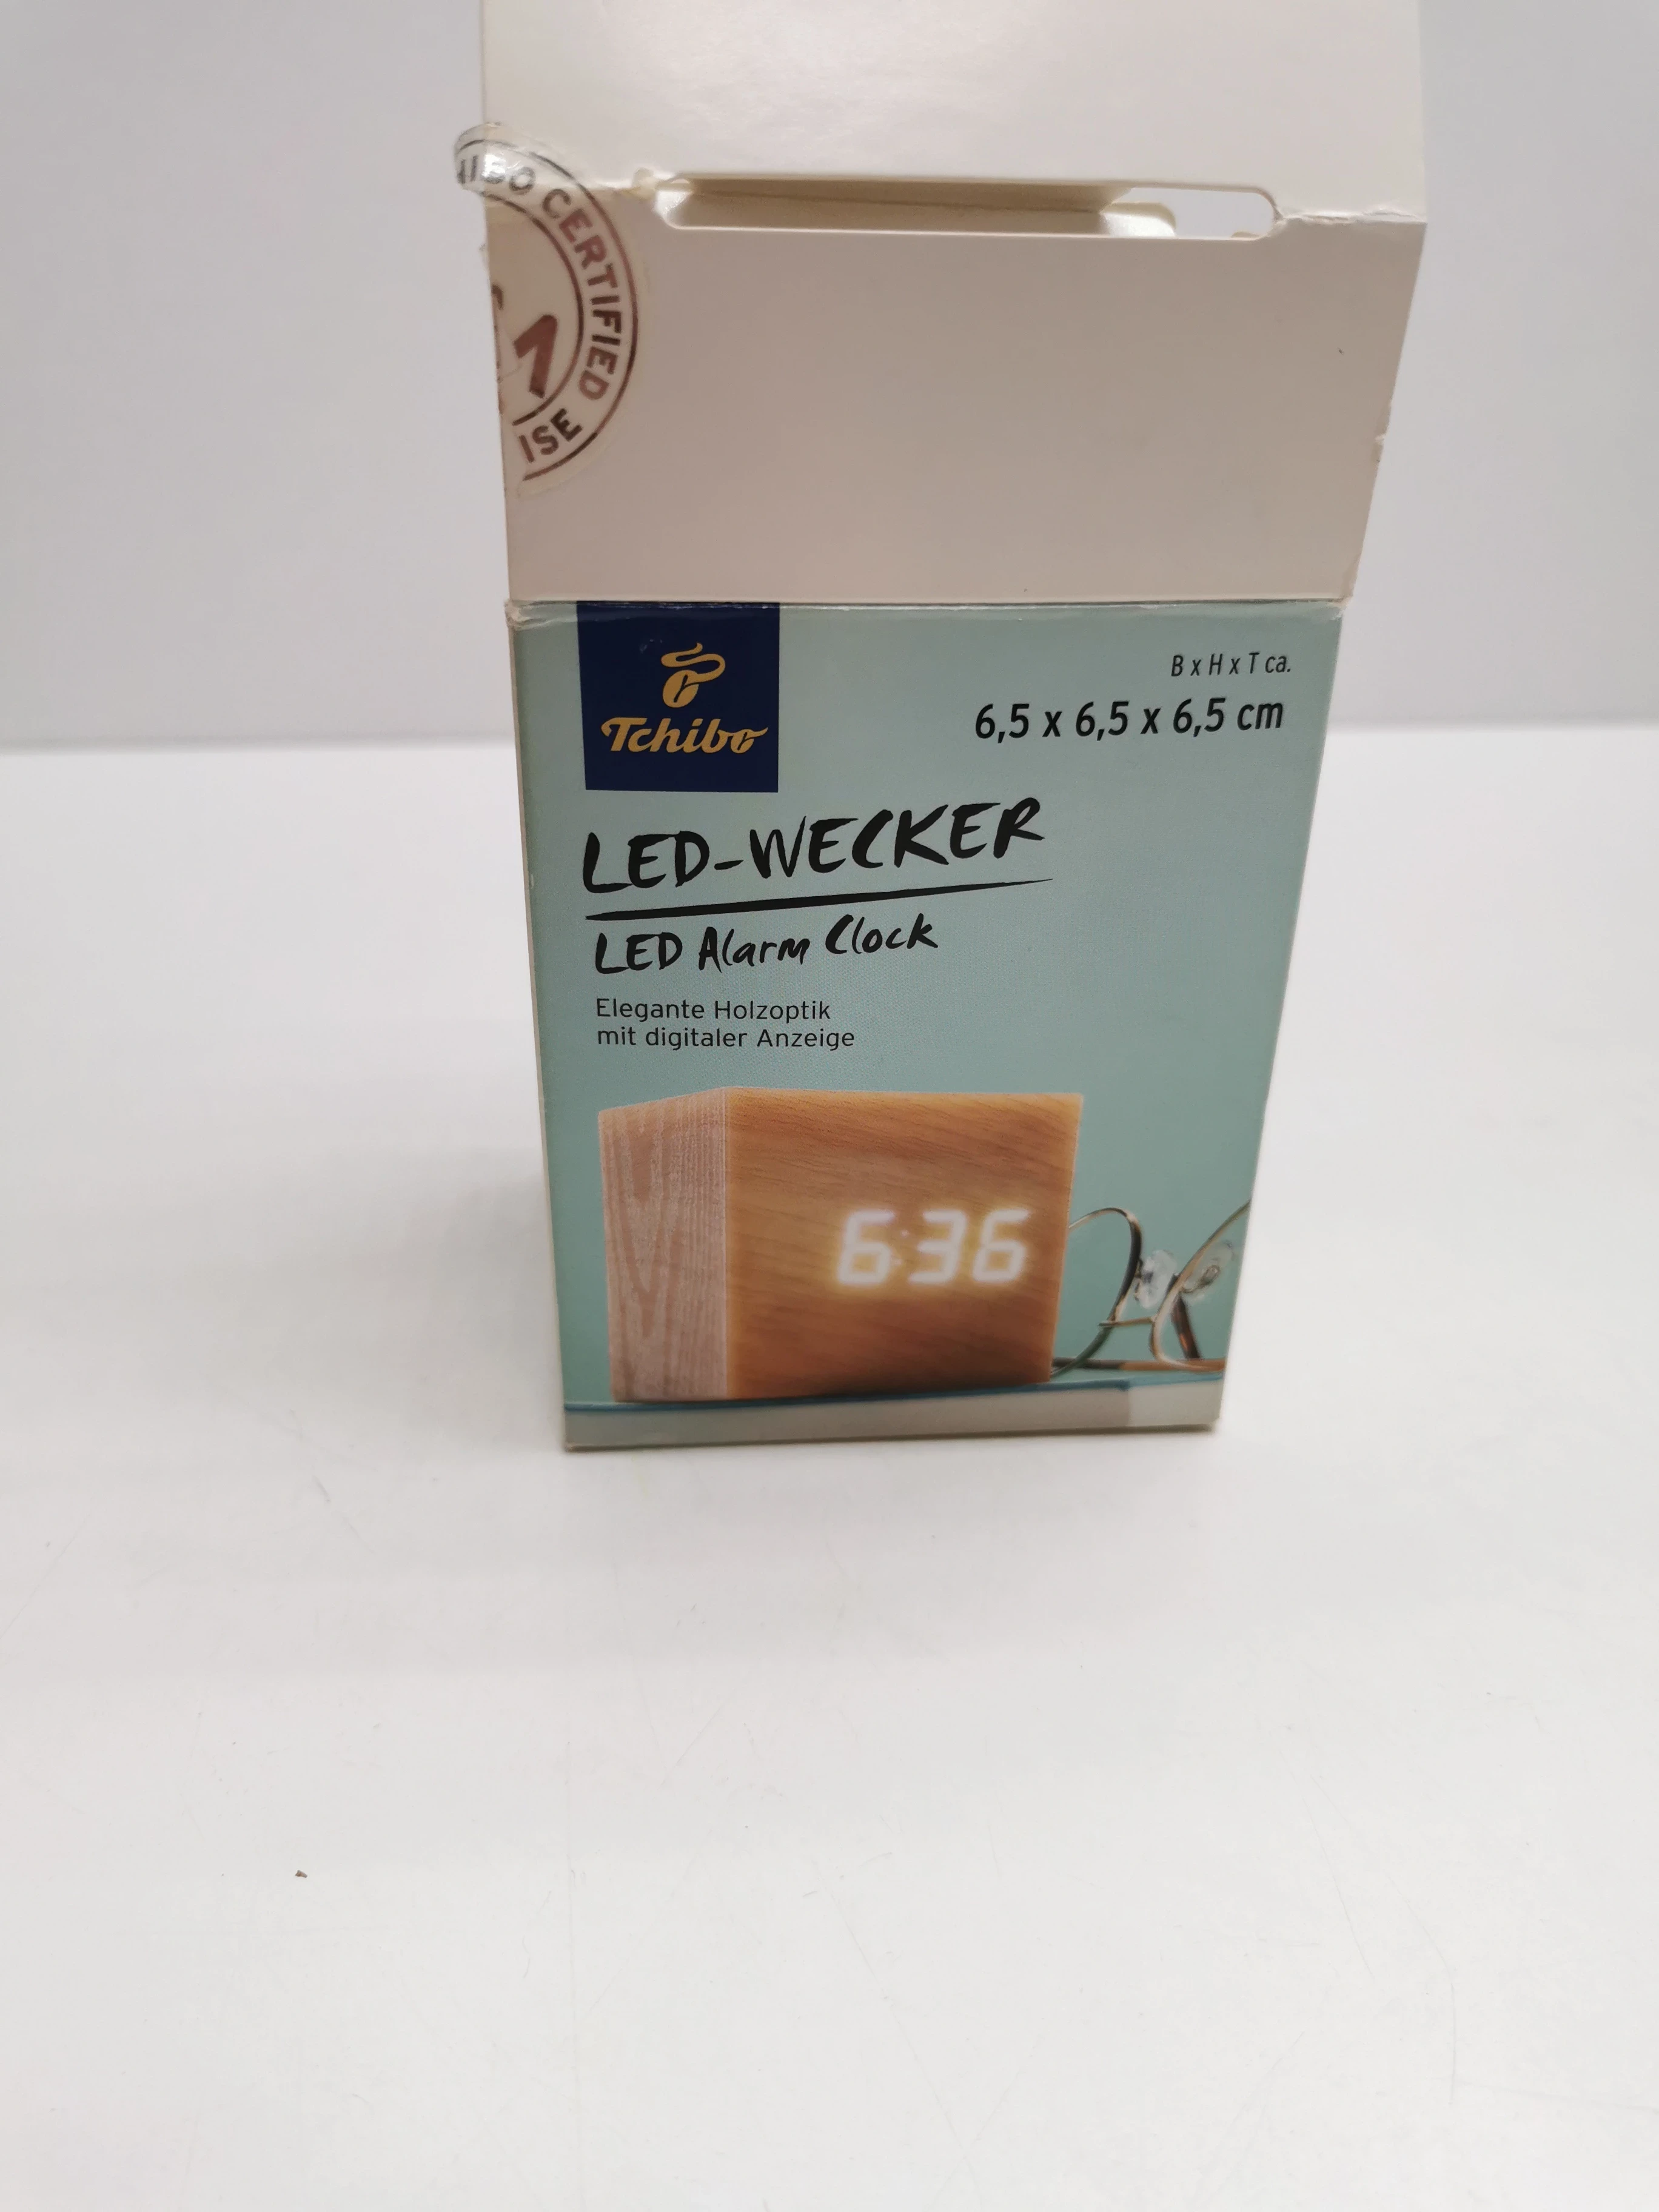 CERTIFIED
Tchibo
B x H x T ca.
6,5 x 6,5 x 6,5 cm
LED-WECKER
LED Alarm Clock
Elegante Holzoptik
mit digitaler Anzeige
6:36